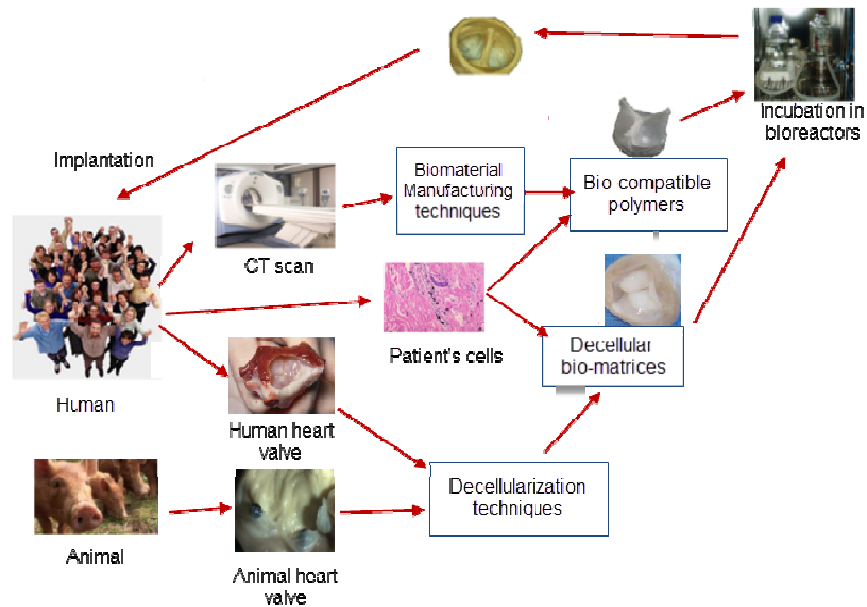 Incubation in
bioreactors
Implantation
Biomaterial
Manufacturing
techniques
Bio compatible
polymers
CT scan
Patient's cells
Decellular
bio-matrices
Human
Human heart
valve
Decellularization
techniques
Animal
Animal heart
valve